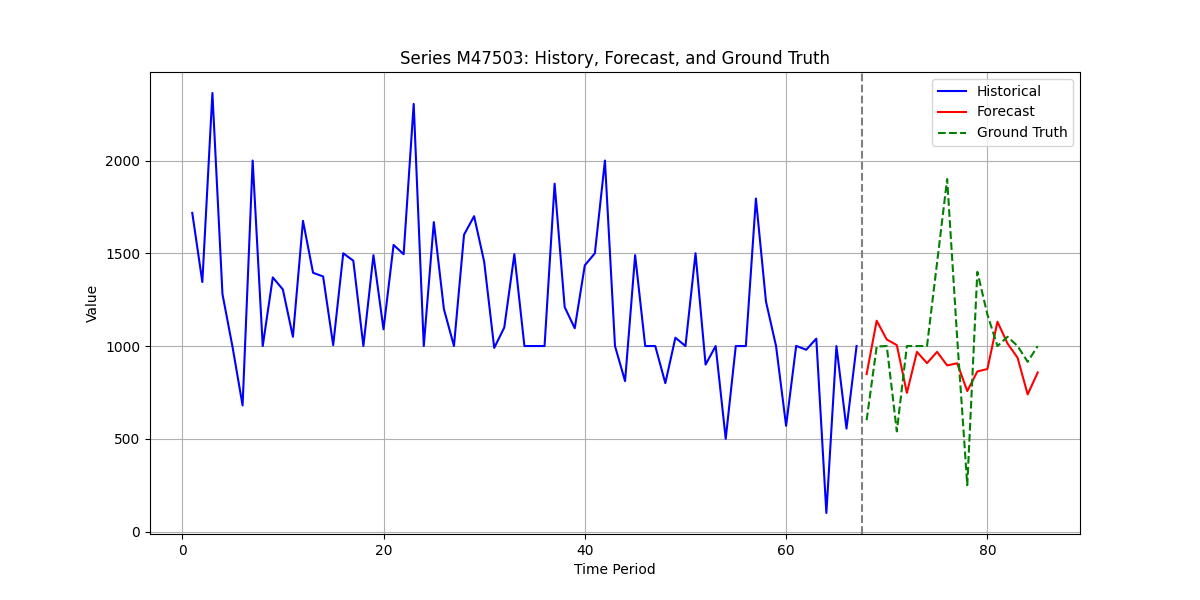 Series M47503: History, Forecast, and Ground Truth
Historical
Forecast
Ground Truth
2000
1500
1000
500
0
Value
0 20 40 60 80
Time Period